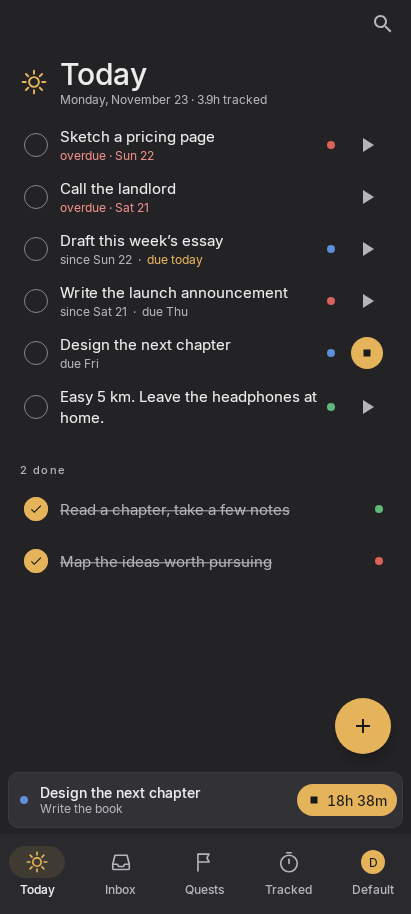 Today
Monday, November 23 · 3.9h tracked
Sketch a pricing page
overdue · Sun 22
Call the landlord
overdue · Sat 21
Draft this week’s essay
since Sun 22 · due today
Write the launch announcement
since Sat 21 · due Thu
Design the next chapter
due Fri
Easy 5 km. Leave the headphones at
home.
2 done
Read a chapter, take a few notes
Map the ideas worth pursuing
Design the next chapter
Write the book
18h 38m
D
Today
Inbox
Quests
Tracked
Default